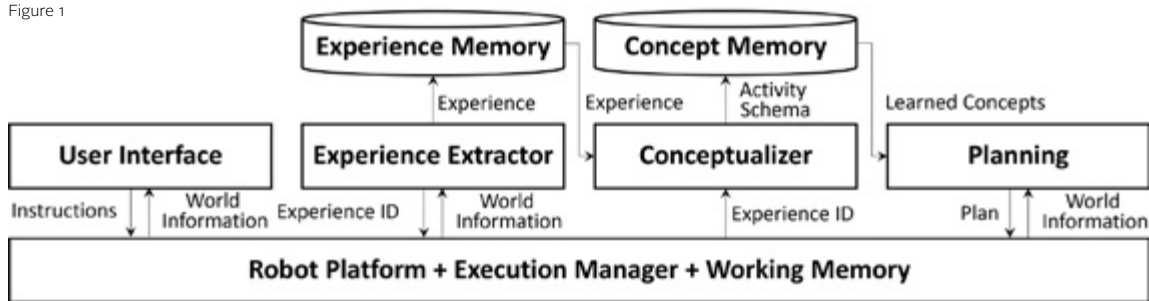 Figure 1
Experience Memory
Concept Memory
Experience
Experience
Activity
Schema
Learned Concepts
User Interface
Experience Extractor
Conceptualizer
Planning
Instructions
World
Information
Experience ID
World
Information
Experience ID
Plan
World
Information
Robot Platform + Execution Manager + Working Memory